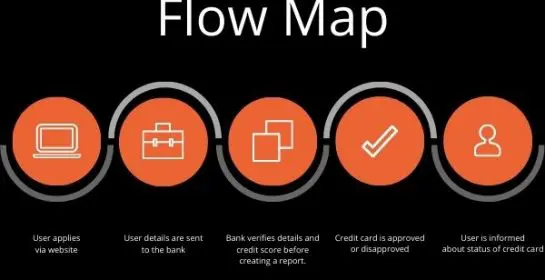 Flow Map
User applies
via website
User details are sent
to the bank
Bank verifies details and
credit score before
creating a report.
Credit card is approved
or disapproved
User is informed
about status of credit card